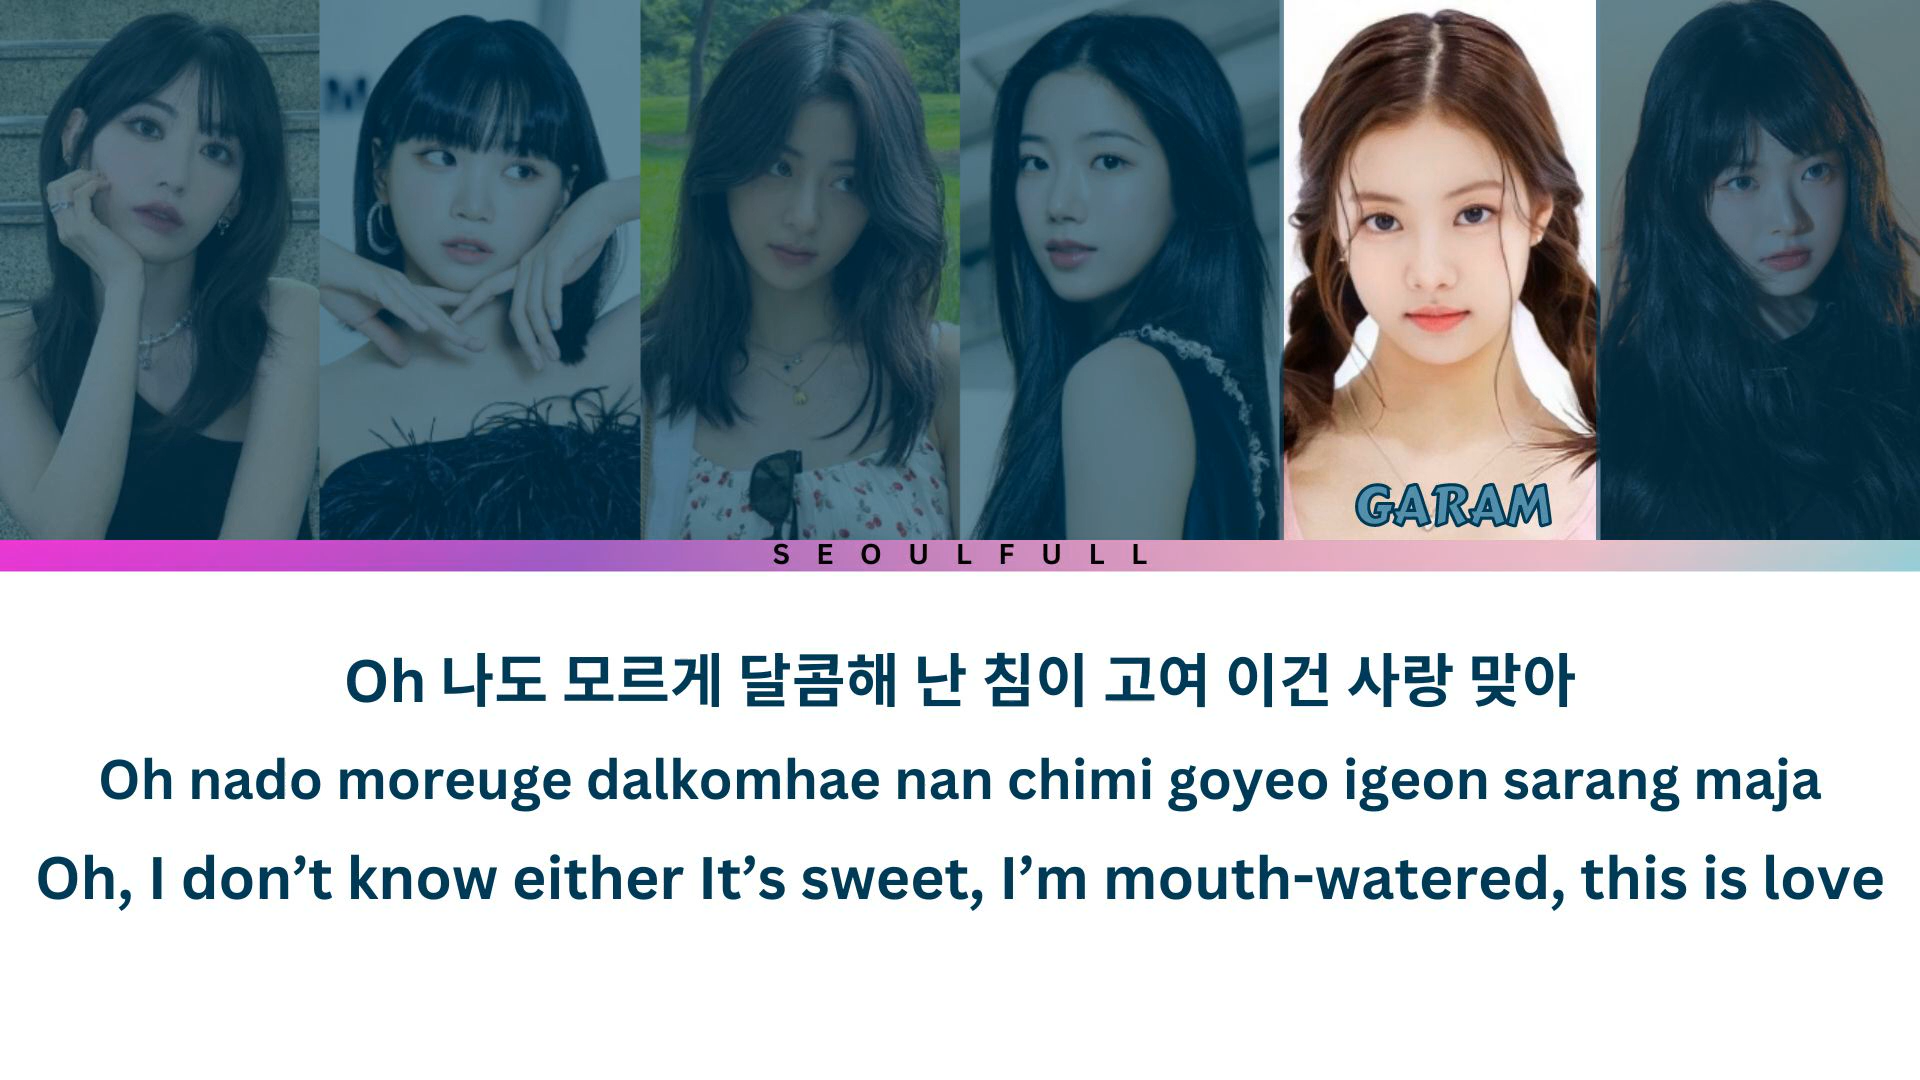 GARAM
SEOULFULL
Oh 나도 모르게 달콤해 난 침이 고여 이건 사랑 맞아
Oh nado moreuge dalkomhae nan chimi goyeo igeon sarang maja
Oh, I don’t know either It’s sweet, I’m mouth-watered, this is love